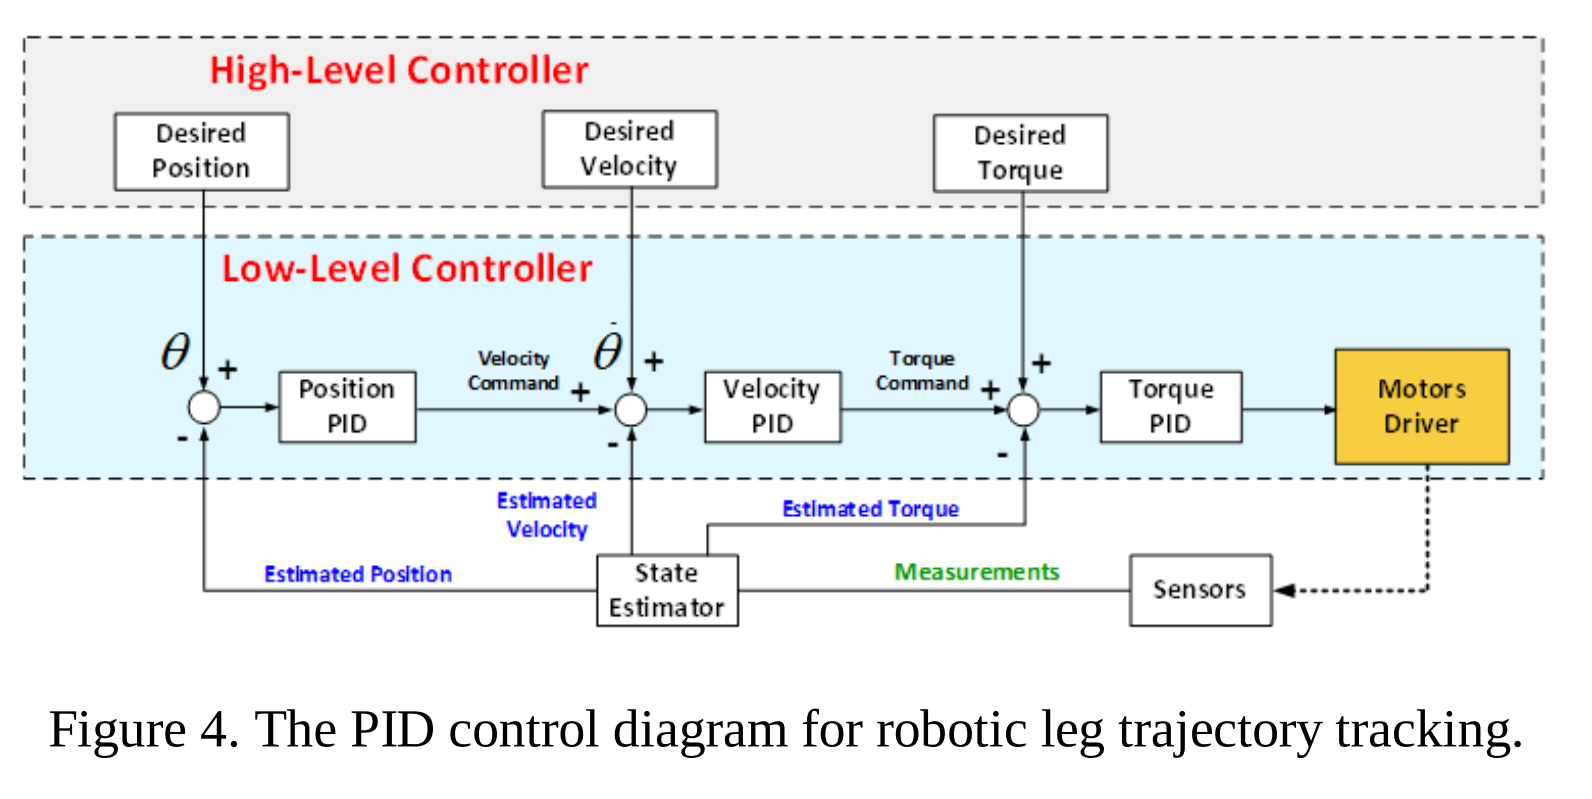 High-Level Controller
Desired
Position
Desired
Velocity
Desired
Torque
Low-Level Controller
θ
+
-
Position
PID
Velocity
Command
+
θ̇
+
-
Velocity
PID
Torque
Command
+
+
-
Torque
PID
Motors
Driver
Estimated
Velocity
Estimated Torque
Estimated Position
State
Estimator
Measurements
Sensors
Figure 4. The PID control diagram for robotic leg trajectory tracking.